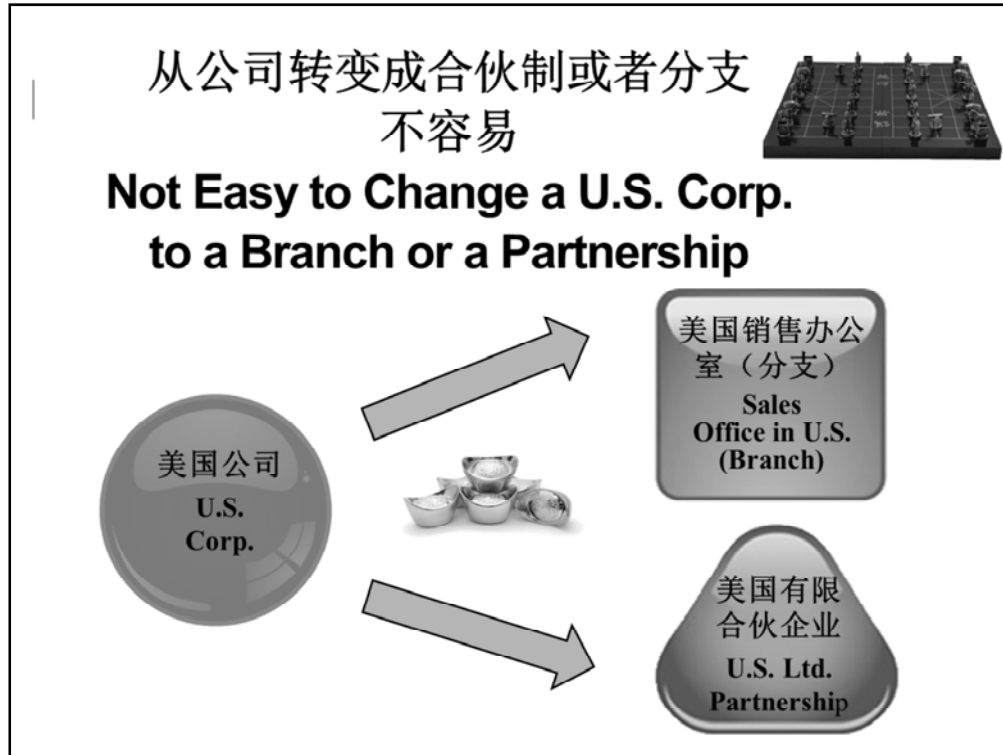 从公司转变成合伙制或者分支
不容易
Not Easy to Change a U.S. Corp.
to a Branch or a Partnership
美国公司
U.S.
Corp.
美国销售办公
室（分支）
Sales
Office in U.S.
(Branch)
美国有限
合伙企业
U.S. Ltd.
Partnership